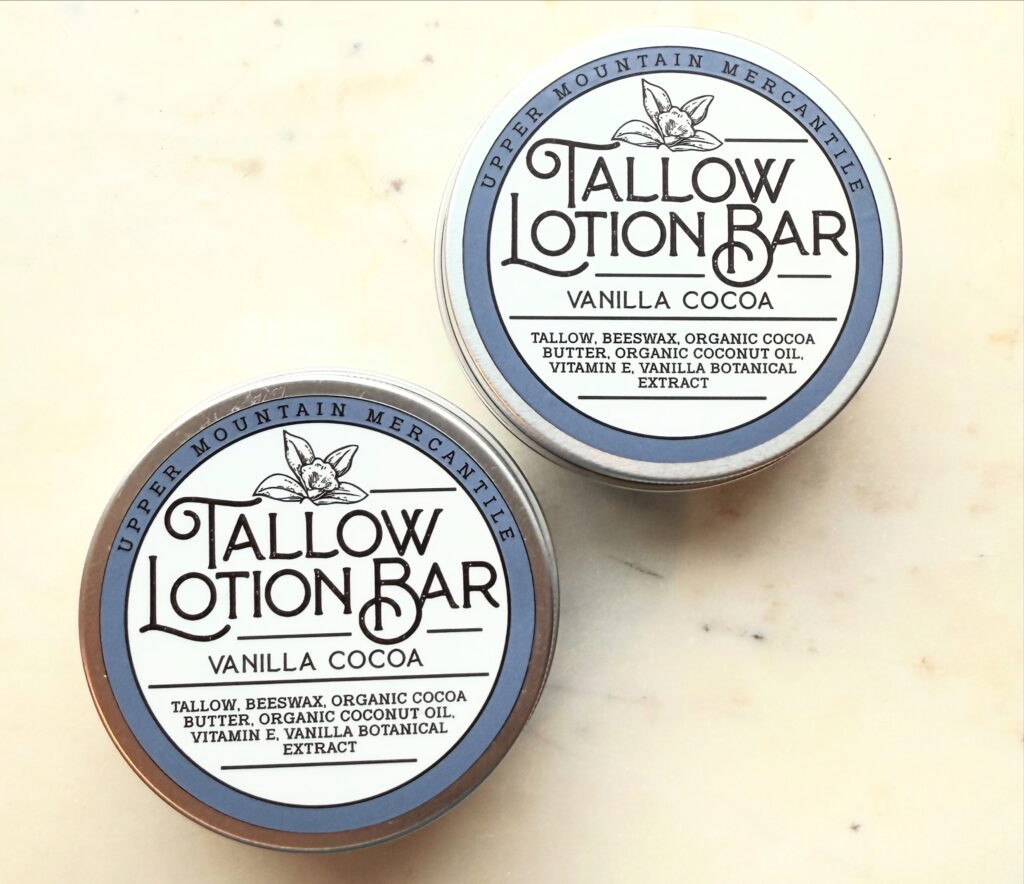 UPPER MOUNTAIN MERCANTILE
TALLOW
LOTION BAR
VANILLA COCOA
TALLOW, BEESWAX, ORGANIC COCOA
BUTTER, ORGANIC COCONUT OIL,
VITAMIN E, VANILLA BOTANICAL
EXTRACT
UPPER MOUNTAIN MERCANTILE
TALLOW
LOTION BAR
VANILLA COCOA
TALLOW, BEESWAX, ORGANIC COCOA
BUTTER, ORGANIC COCONUT OIL,
VITAMIN E, VANILLA BOTANICAL
EXTRACT